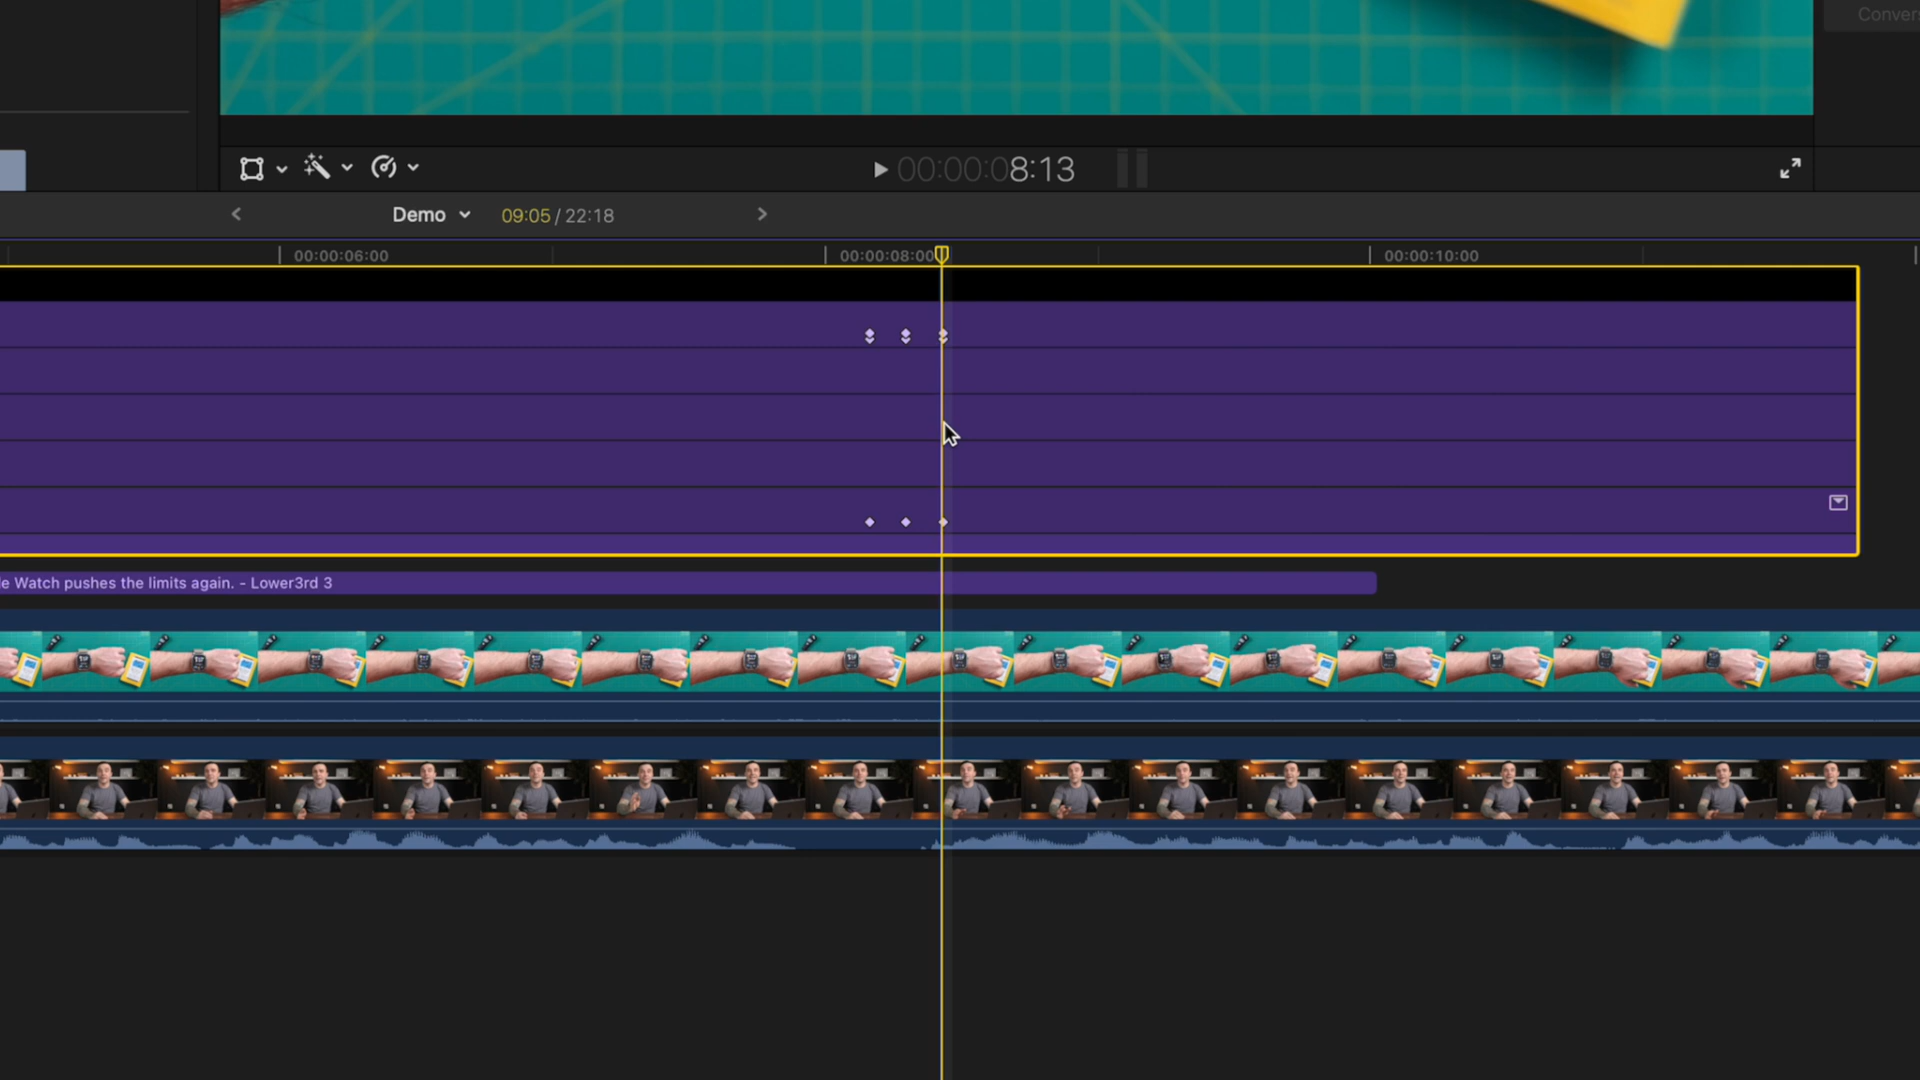 Conver
00:00:08:13
Demo
09:05 / 22:18
00:00:06:00
00:00:08:00
00:00:10:00
e Watch pushes the limits again. - Lower3rd 3